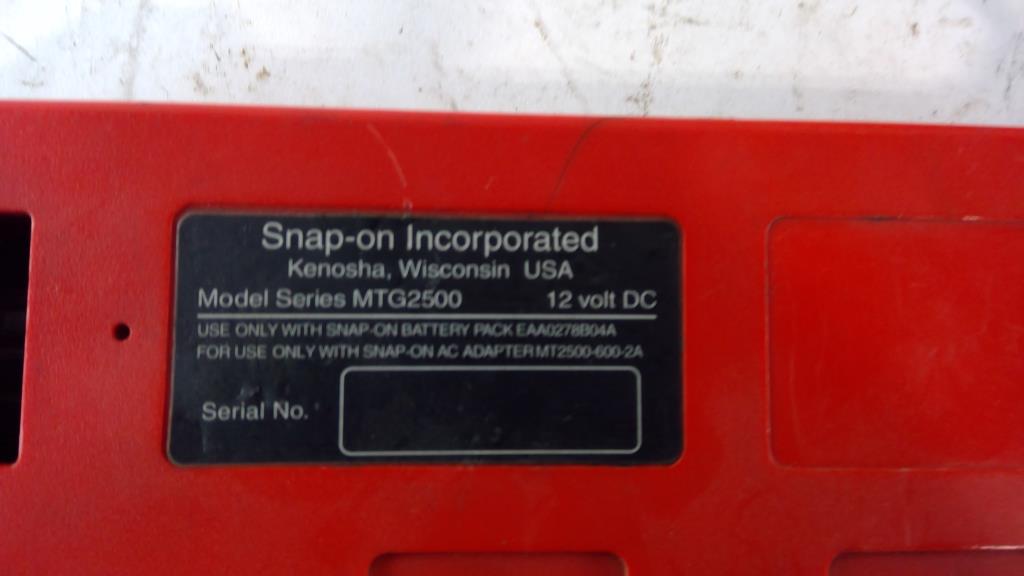 Snap-on Incorporated
Kenosha, Wisconsin USA
Model Series MTG2500 12 volt DC
USE ONLY WITH SNAP-ON BATTERY PACK EAA0278B04A
FOR USE ONLY WITH SNAP-ON AC ADAPTER MT2500-600-2A
Serial No.